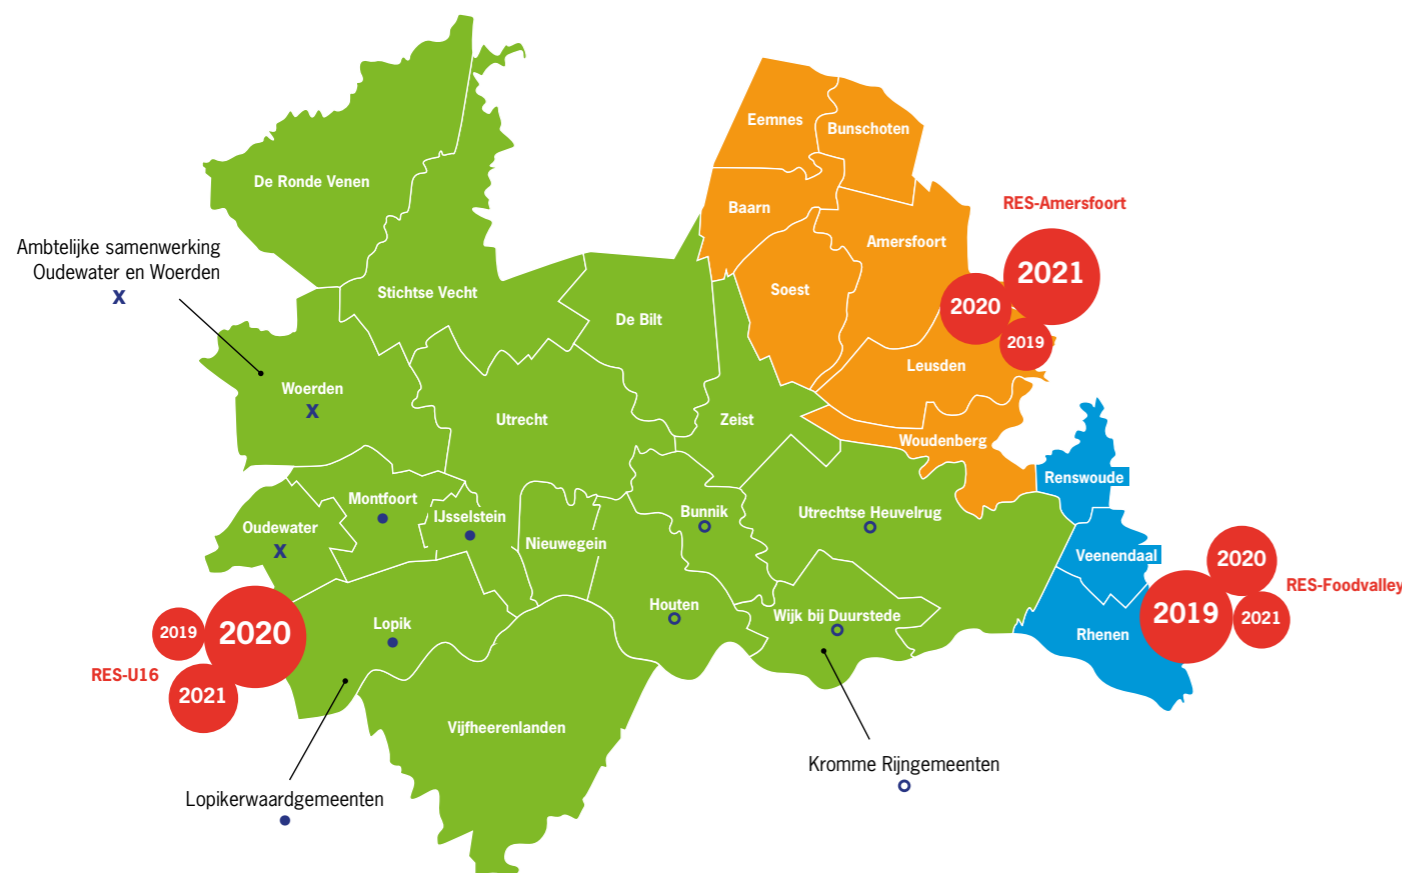 Eemnes
Bunschoten
De Ronde Venen
RES-Amersfoort
Baarn
Ambtelijke samenwerking
Oudewater en Woerden
X
Amersfoort
2021
Stichtse Vecht
Soest
2020
De Bilt
2019
Leusden
Woerden
X
Utrecht
Zeist
Woudenberg
Renswoude
Montfoort
IJsselstein
Bunnik
Utrechtse Heuvelrug
Oudewater
X
Nieuwegein
Veenendaal
2020
RES-Foodvalley
2019
2021
Houten
Wijk bij Duurstede
Lopik
Rhenen
2019
2020
RES-U16
2021
Vijfheerenlanden
Kromme Rijngemeenten
Lopikerwaardgemeenten